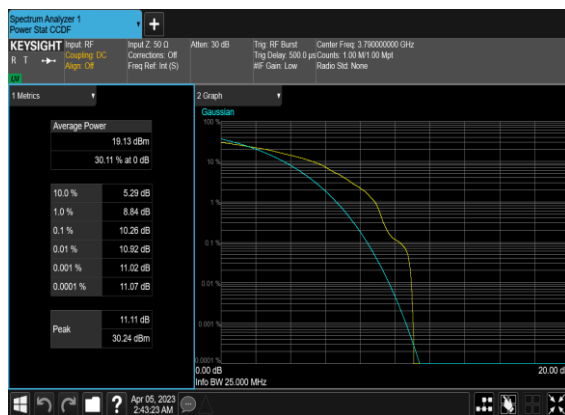 Spectrum Analyzer 1
Power Stat CCDF
KEYSIGHT
R T
Input: RF
Coupling: DC
Align: Off
Input Z: 50 Ω
Corrections: Off
Freq Ref: Int (S)
Atten: 30 dB
Trig: RF Burst
Trig Delay: 500.0 µs
#IF Gain: Low
Center Freq: 3.790000000 GHz
Counts: 1.00 M/1.00 Mpt
Radio Std: None
1 Metrics
Average Power
19.13 dBm
30.11 % at 0 dB
10.0 % 5.29 dB
1.0 % 8.84 dB
0.1 % 10.26 dB
0.01 % 10.92 dB
0.001 % 11.02 dB
0.0001 % 11.07 dB
Peak
11.11 dB
30.24 dBm
2 Graph
Gaussian
100 %
10 %
1 %
0.1 %
0.01 %
0.001 %
0.0001 %
0.00 dB
20.00 d
Info BW 25.000 MHz
?
Apr 05, 2023
2:43:23 AM